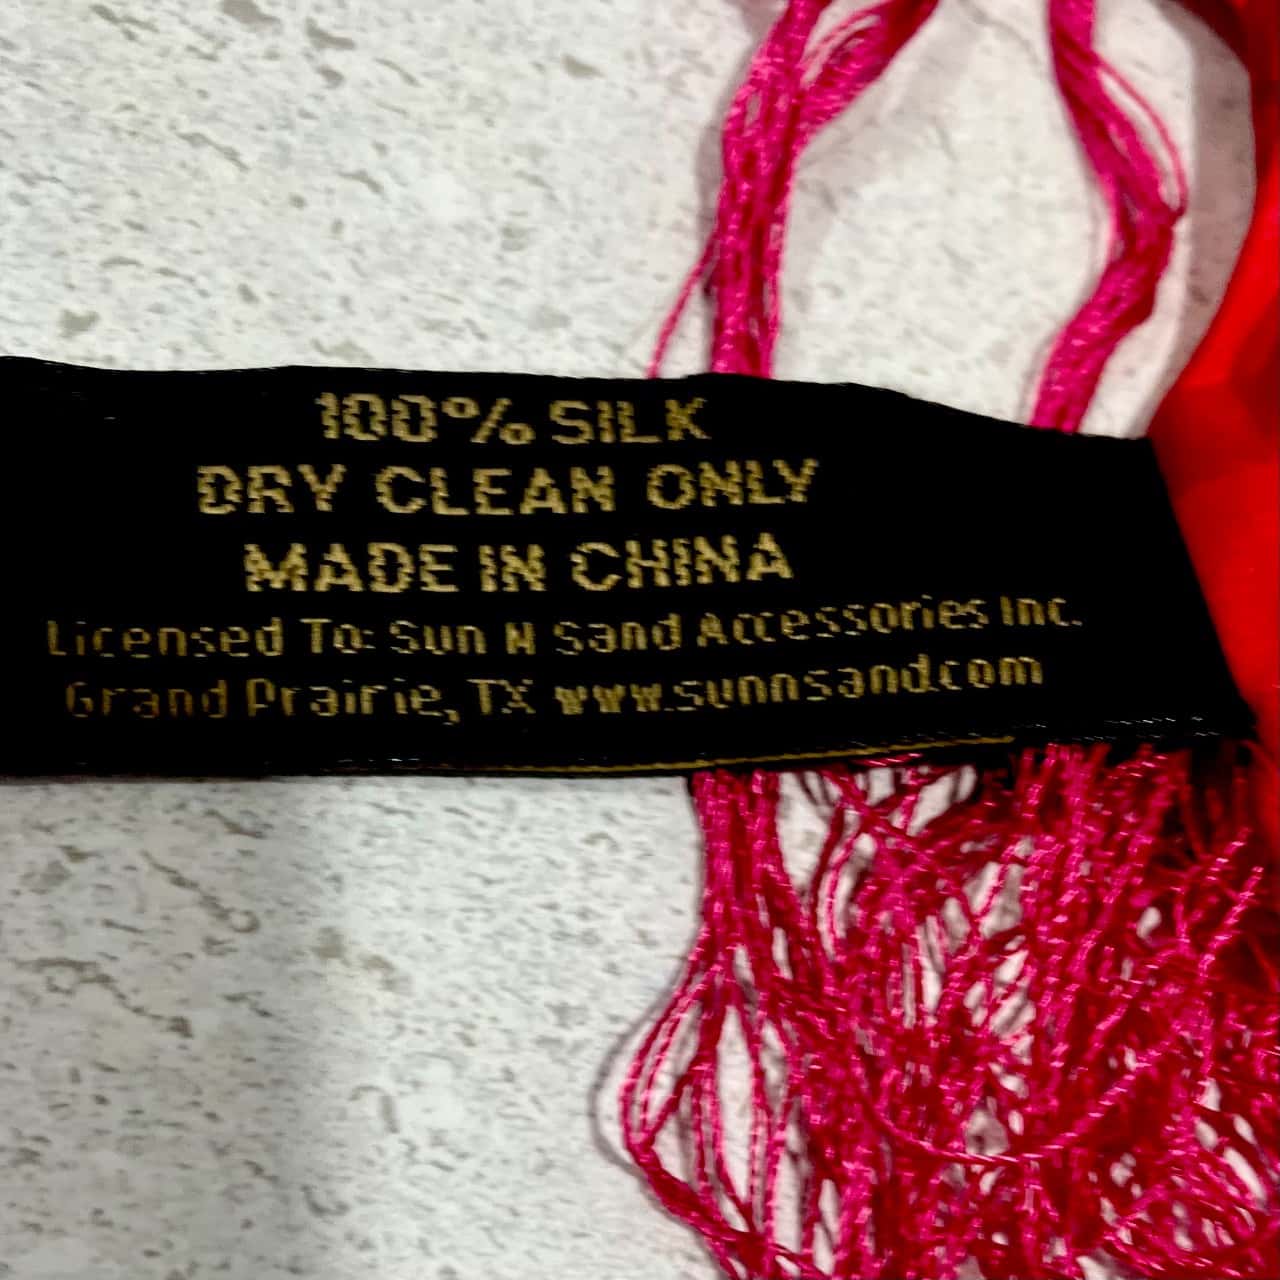 100% SILK
DRY CLEAN ONLY
MADE IN CHINA
Licensed To: Sun N Sand Accessories Inc.
Grand Prairie, TX www.sunnsand.com